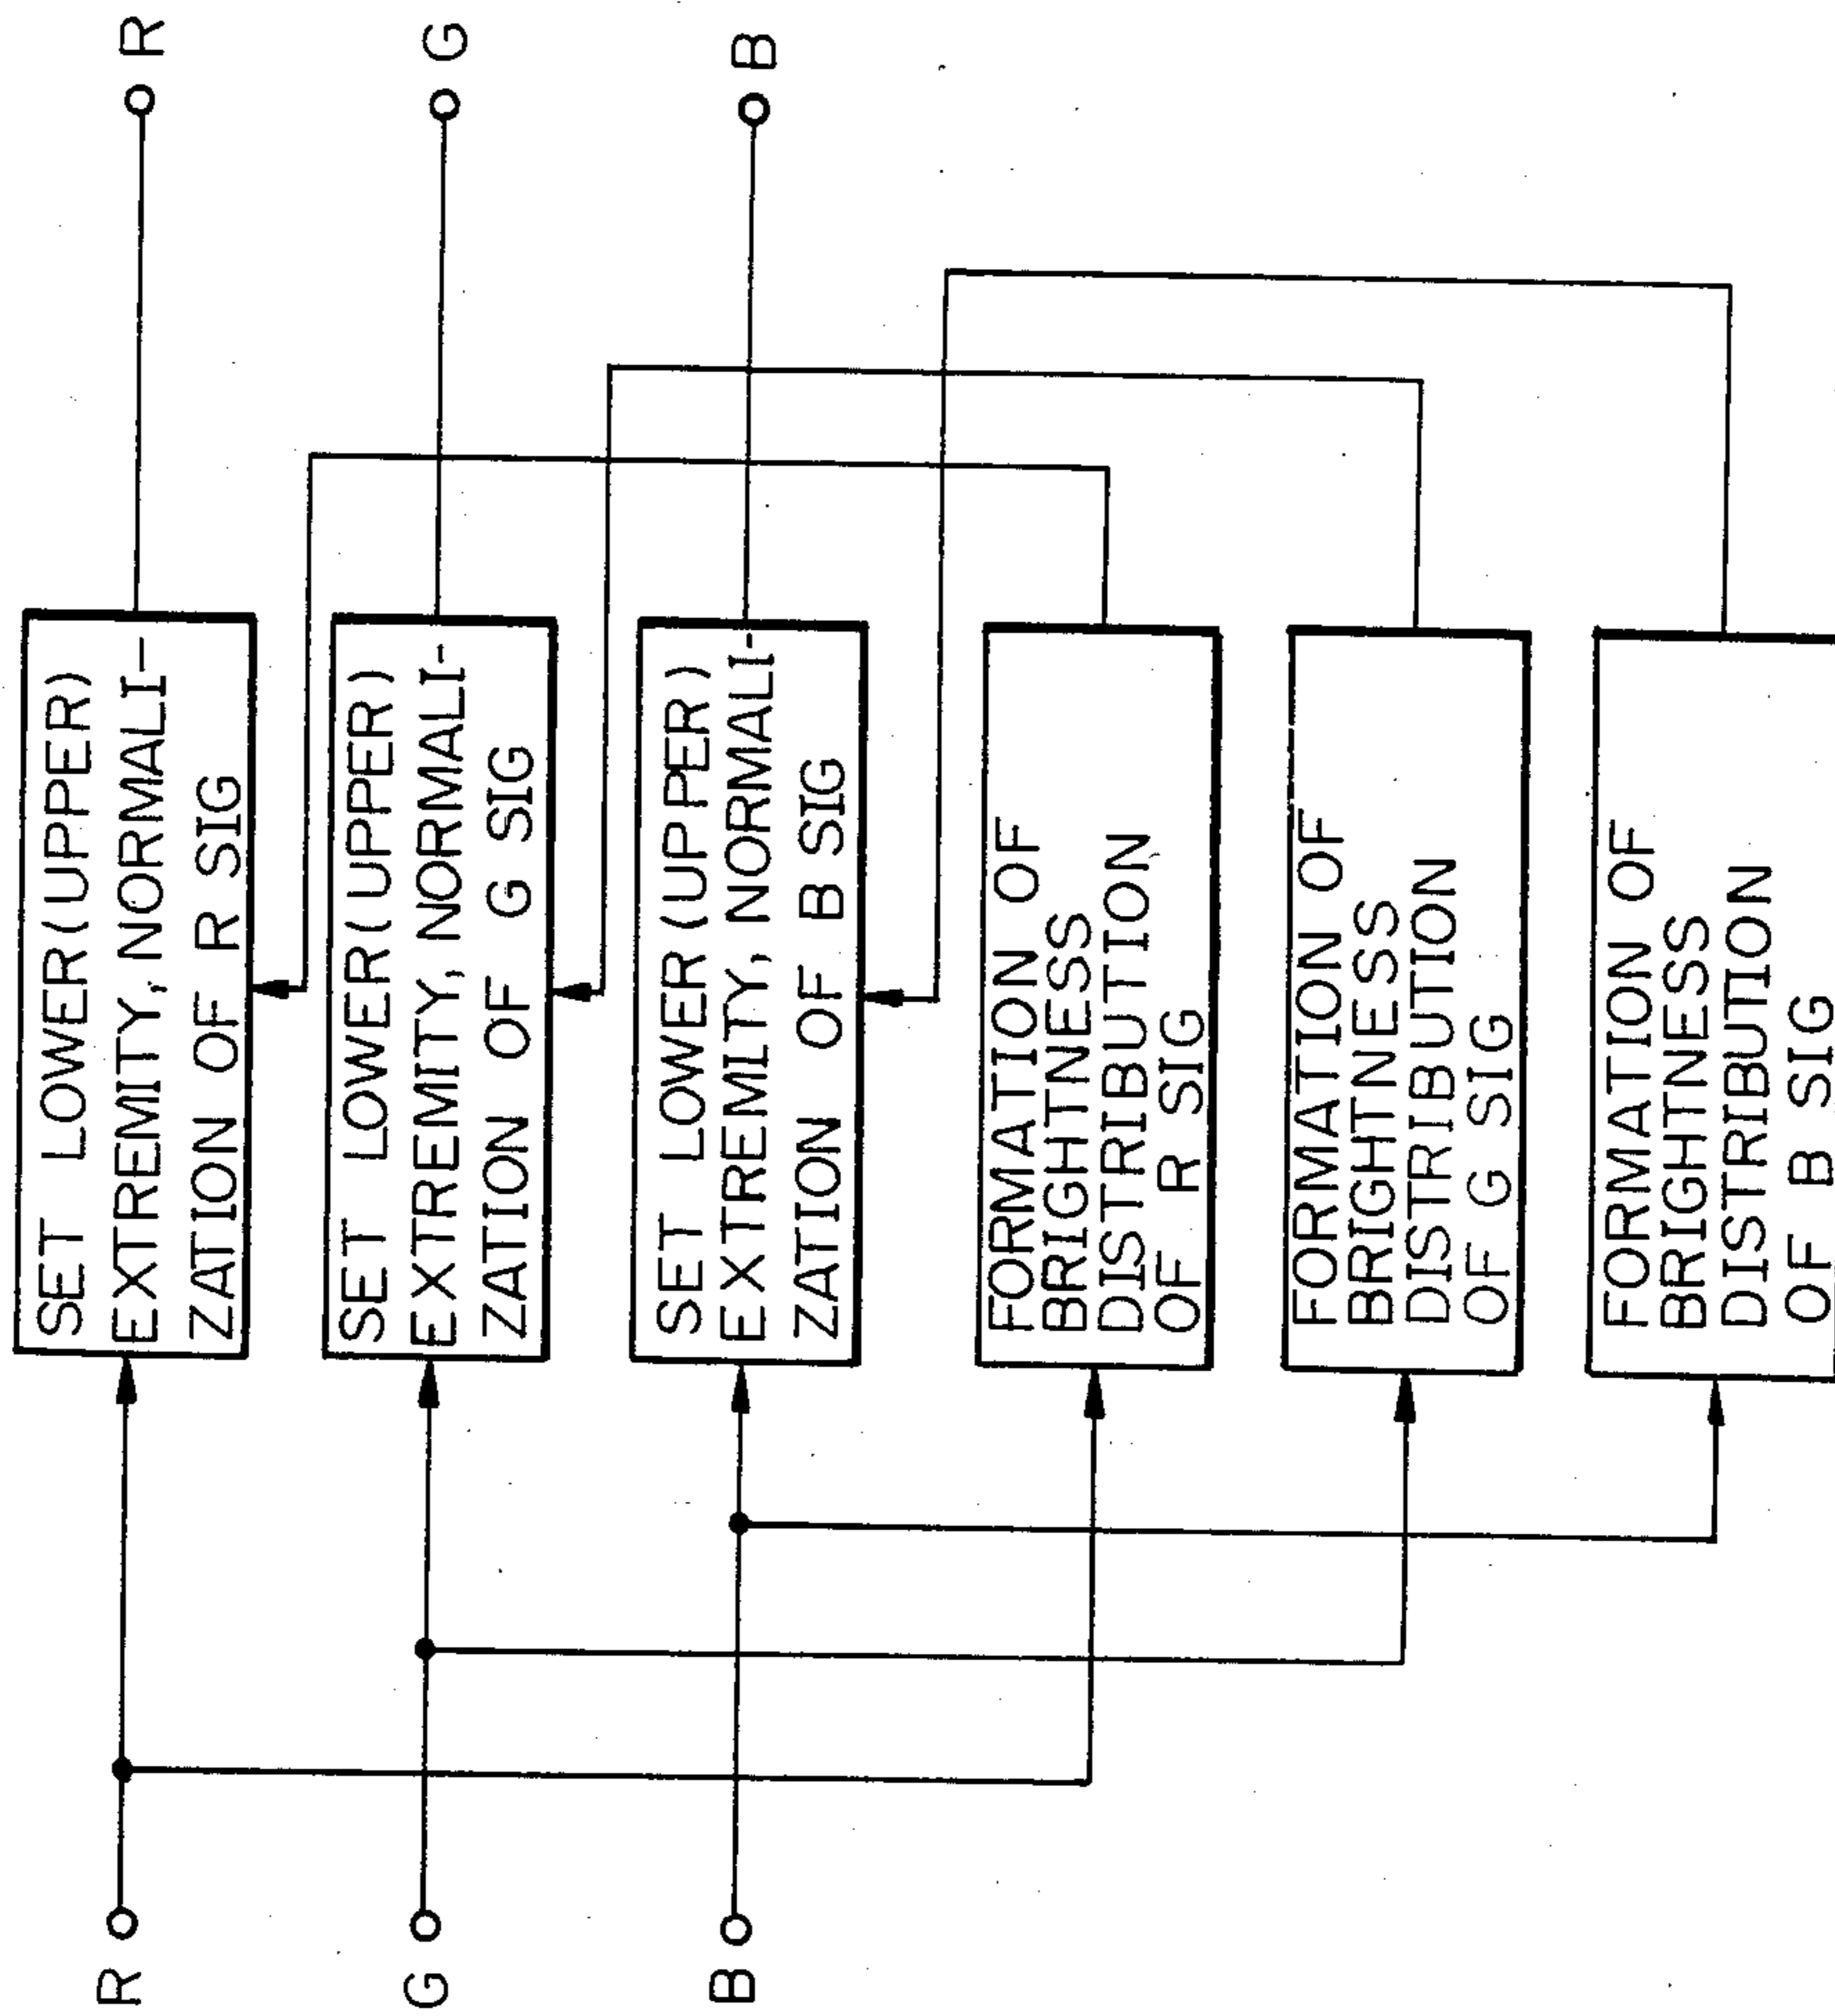 R
SET LOWER(UPPER)
EXTREMITY, NORMALI-
ZATION OF R SIG
R
G
SET LOWER(UPPER)
EXTREMITY, NORMALI-
ZATION OF G SIG
G
B
SET LOWER(UPPER)
EXTREMITY, NORMALI-
ZATION OF B SIG
B
FORMATION OF
BRIGHTNESS
DISTRIBUTION
OF R SIG
FORMATION OF
BRIGHTNESS
DISTRIBUTION
OF G SIG
FORMATION OF
BRIGHTNESS
DISTRIBUTION
OF B SIG